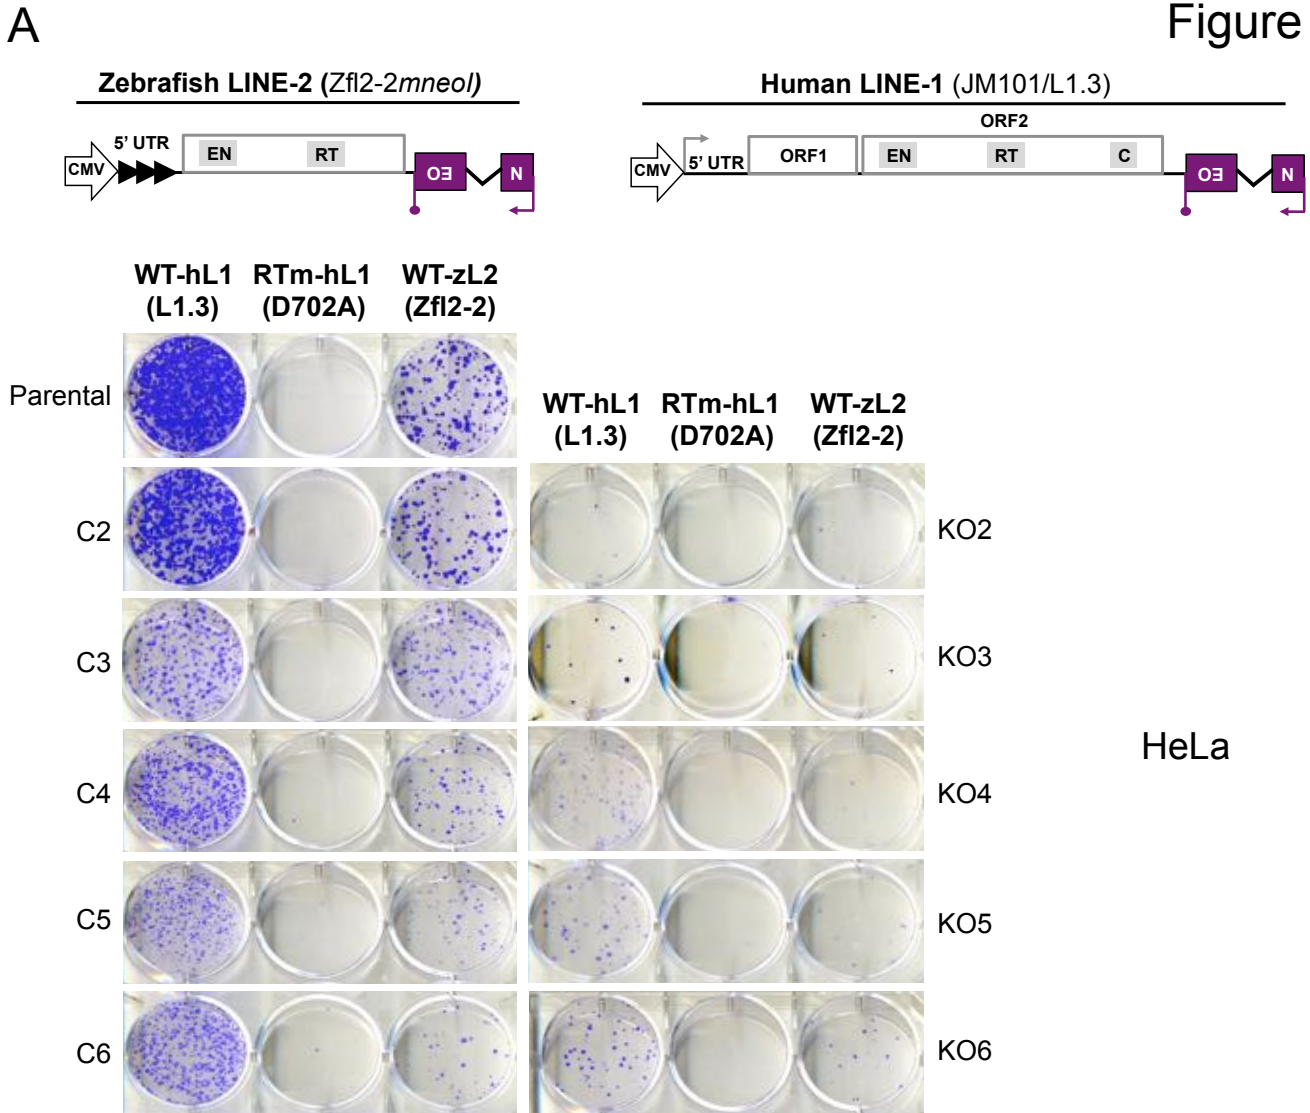 A
Figure
Zebrafish LINE-2 (Zfl2-2mneoI)
Human LINE-1 (JM101/L1.3)
ORF2
CMV
5’ UTR
EN
RT
EO
N
CMV
5’ UTR
ORF1
EN
RT
C
EO
N
WT-hL1 RTm-hL1 WT-zL2
(L1.3) (D702A) (Zfl2-2)
Parental
WT-hL1 RTm-hL1 WT-zL2
(L1.3) (D702A) (Zfl2-2)
C2
KO2
C3
KO3
HeLa
C4
KO4
C5
KO5
C6
KO6